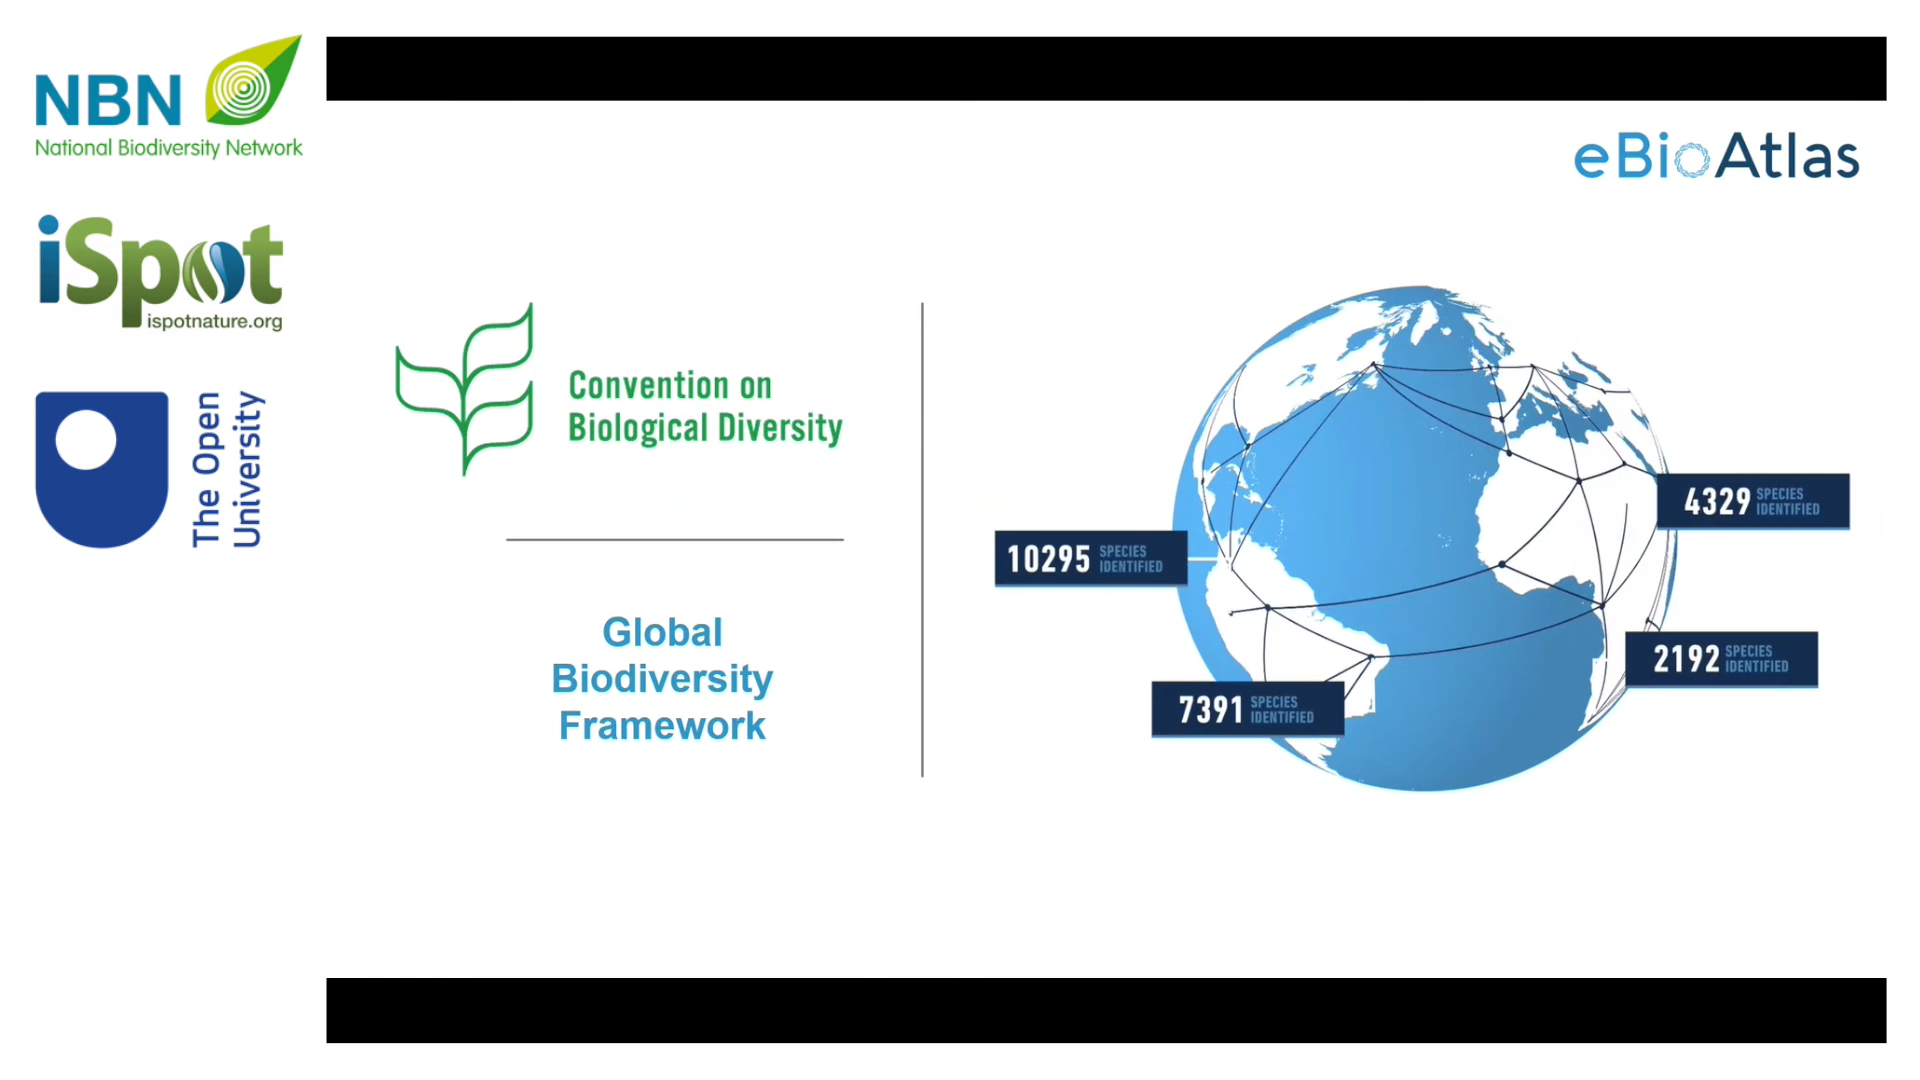 NBN
National Biodiversity Network
iSpot
ispotnature.org
The Open
University
eBioAtlas
Convention on
Biological Diversity
Global
Biodiversity
Framework
4329 SPECIES
IDENTIFIED
10295 SPECIES
IDENTIFIED
2192 SPECIES
IDENTIFIED
7391 SPECIES
IDENTIFIED